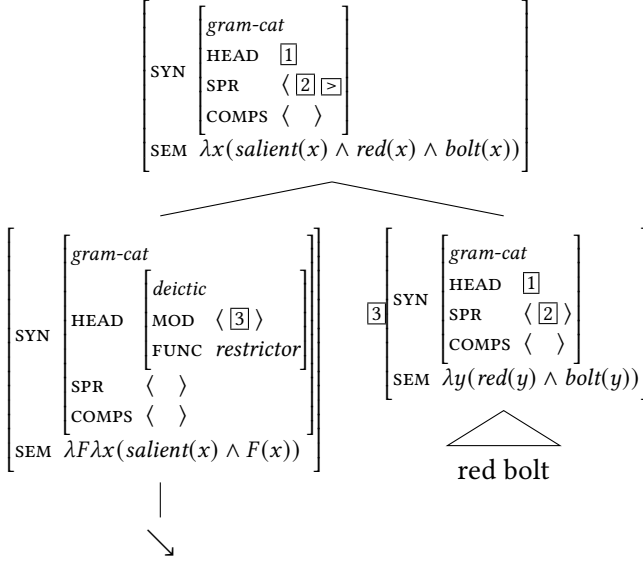 gram-cat
HEAD [1]
SYN SPR ⟨ [2] [>]
COMPS ⟨ ⟩
SEM λx(salient(x) ∧ red(x) ∧ bolt(x))
gram-cat
deictic
HEAD MOD ⟨ [3] ⟩
FUNC restrictor
SYN
SPR ⟨ ⟩
COMPS ⟨ ⟩
SEM λFλx(salient(x) ∧ F(x))
↘
[3]
gram-cat
HEAD [1]
SYN SPR ⟨ [2] ⟩
COMPS ⟨ ⟩
SEM λy(red(y) ∧ bolt(y))
red bolt